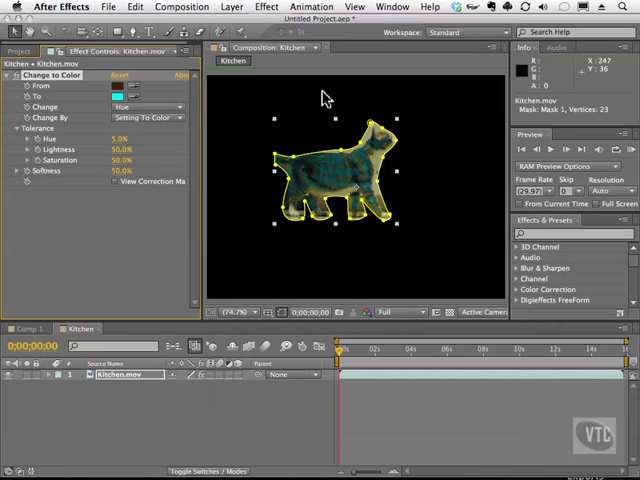 After Effects File Edit Composition Layer Effect Animation View Window Help
Untitled Project.aep *
Workspace: Standard Search Help
Project Effect Controls: Kitchen.mov
Composition: Kitchen
Info Audio
Kitchen • Kitchen.mov
Kitchen
fx Change to Color Reset Abou
From
To
Change Hue
Change By Setting To Color
Tolerance
Hue 5.0%
Lightness 50.0%
Saturation 50.0%
Softness 50.0%
View Correction Ma
R:
G:
B:
A: 0
X: 247
Y: 36
Kitchen.mov
Mask: Mask 1, Vertices: 23
Preview
RAM Preview Options
Frame Rate Skip Resolution
(29.97) 0 Auto
From Current Time Full Screen
Effects & Presets
3D Channel
Audio
Blur & Sharpen
Channel
Color Correction
Digieffects FreeForm
(74.7%) 0;00;00;00 Full Active Camera
Comp 1 Kitchen
0;00;00;00
# Source Name Parent
1 Kitchen.mov None
00s 02s 04s 06s 08s 10s 12s 14s 16
VTC
Toggle Switches / Modes